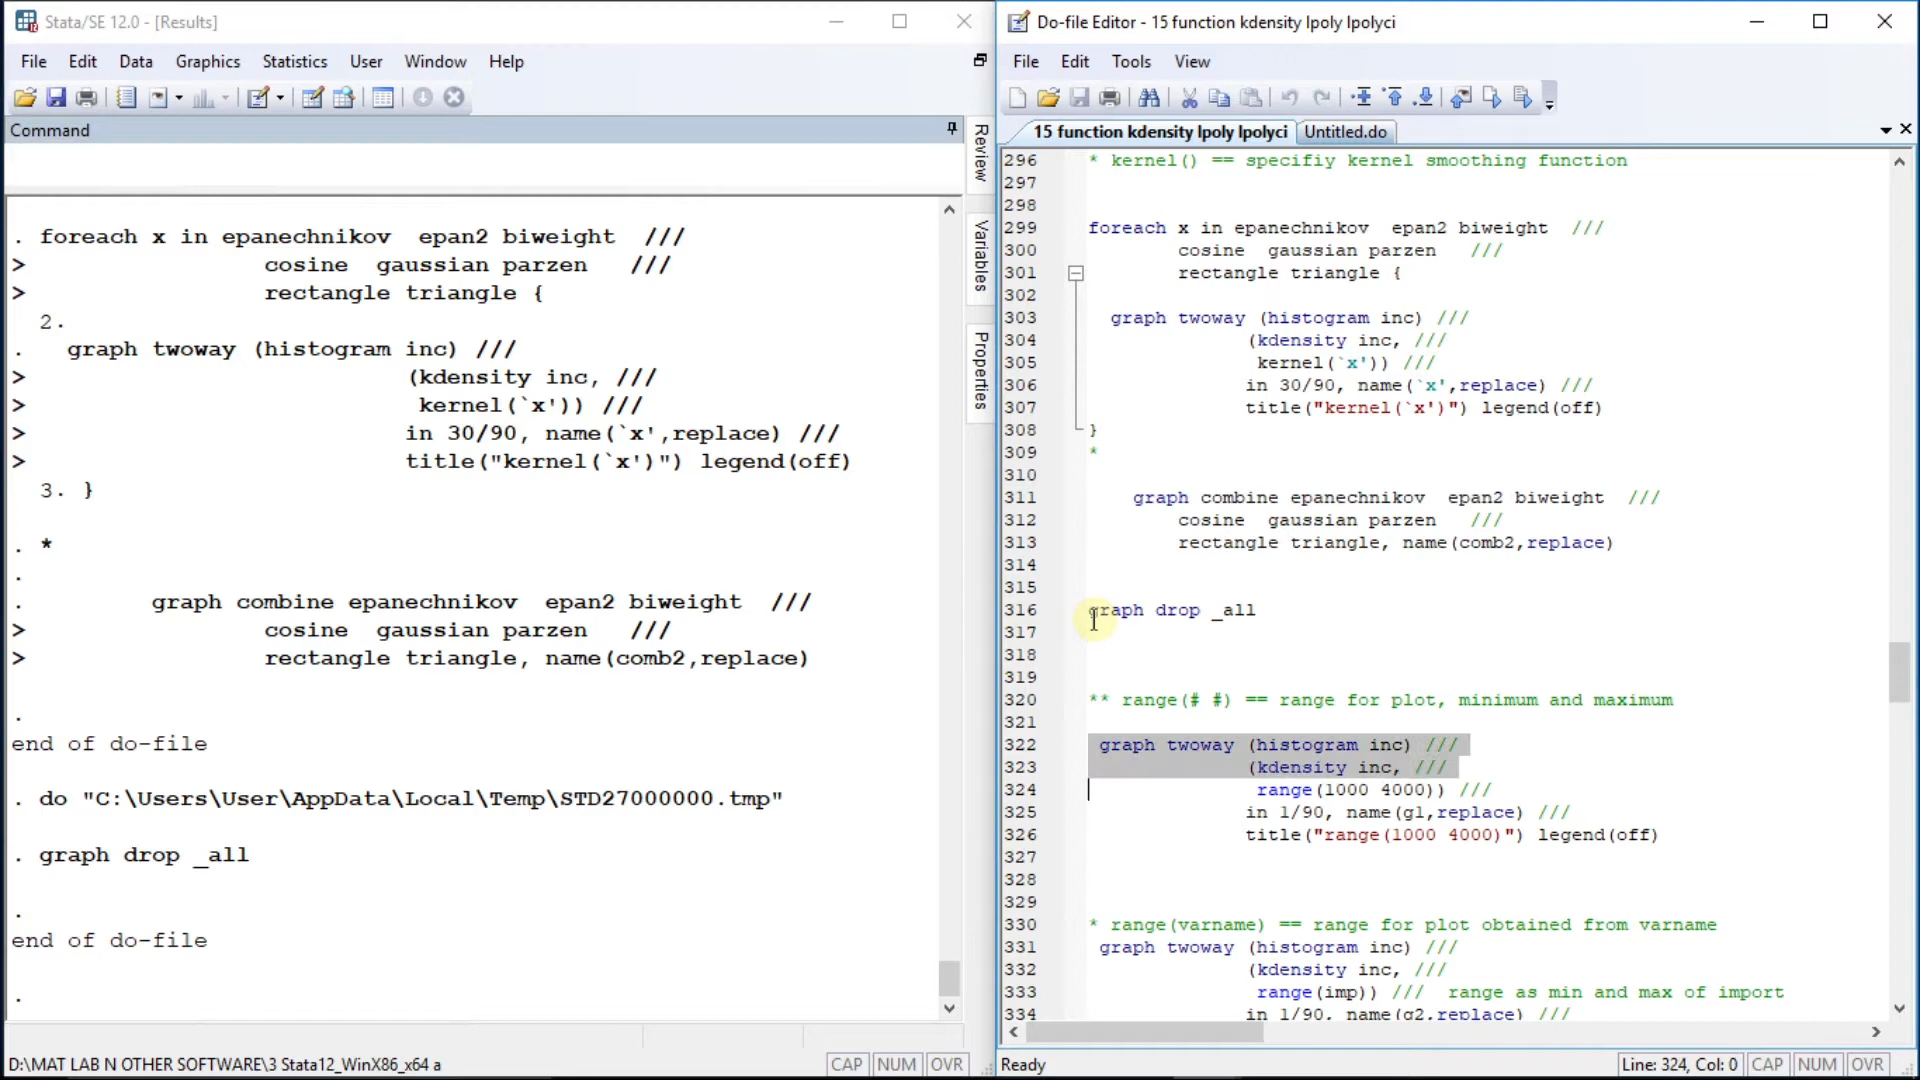 Stata/SE 12.0 - [Results]
File Edit Data Graphics Statistics User Window Help
Command
Review
Variables
Properties
. foreach x in epanechnikov  epan2 biweight  ///
>                 cosine  gaussian parzen   ///
>                 rectangle triangle {
  2.
.   graph twoway (histogram inc) ///
>                           (kdensity inc, ///
>                            kernel(`x')) ///
>                           in 30/90, name(`x',replace) ///
>                           title("kernel(`x')") legend(off)
  3. }
. *
.
.         graph combine epanechnikov  epan2 biweight  ///
>                 cosine  gaussian parzen   ///
>                 rectangle triangle, name(comb2,replace)
.
end of do-file
. do "C:\Users\User\AppData\Local\Temp\STD27000000.tmp"
. graph drop _all
.
end of do-file
.
D:\MAT LAB N OTHER SOFTWARE\3 Stata12_WinX86_x64 a
CAP NUM OVR
Do-file Editor - 15 function kdensity lpoly lpolyci
File Edit Tools View
15 function kdensity lpoly lpolyci Untitled.do
296 * kernel() == specifiy kernel smoothing function
297
298
299 foreach x in epanechnikov  epan2 biweight  ///
300         cosine  gaussian parzen   ///
301         rectangle triangle {
302
303   graph twoway (histogram inc) ///
304               (kdensity inc, ///
305                kernel(`x')) ///
306               in 30/90, name(`x',replace) ///
307               title("kernel(`x')") legend(off)
308 }
309 *
310
311     graph combine epanechnikov  epan2 biweight  ///
312         cosine  gaussian parzen   ///
313         rectangle triangle, name(comb2,replace)
314
315
316 graph drop _all
317
318
319
320 ** range(# #) == range for plot, minimum and maximum
321
322  graph twoway (histogram inc) ///
323               (kdensity inc, ///
324                range(1000 4000)) ///
325               in 1/90, name(g1,replace) ///
326               title("range(1000 4000)") legend(off)
327
328
329
330 * range(varname) == range for plot obtained from varname
331  graph twoway (histogram inc) ///
332               (kdensity inc, ///
333                range(imp)) ///  range as min and max of import
334               in 1/90, name(g2,replace) ///
Ready
Line: 324, Col: 0 CAP NUM OVR